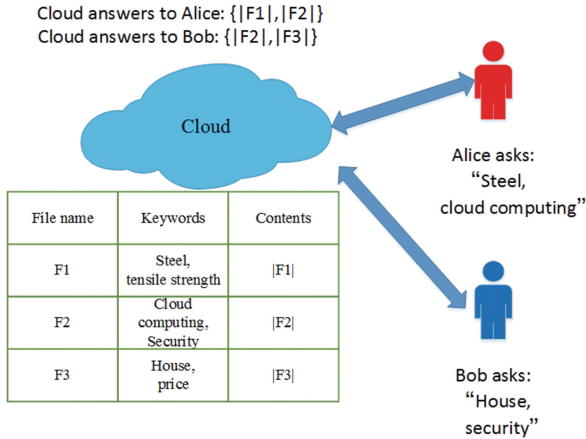 Cloud answers to Alice: {|F1|,|F2|}
Cloud answers to Bob: {|F2|,|F3|}
Cloud
Alice asks:
“Steel,
cloud computing”
File name Keywords Contents
F1 Steel, |F1|
tensile strength
F2 Cloud |F2|
computing,
Security
F3 House, |F3|
price
Bob asks:
“House,
security”